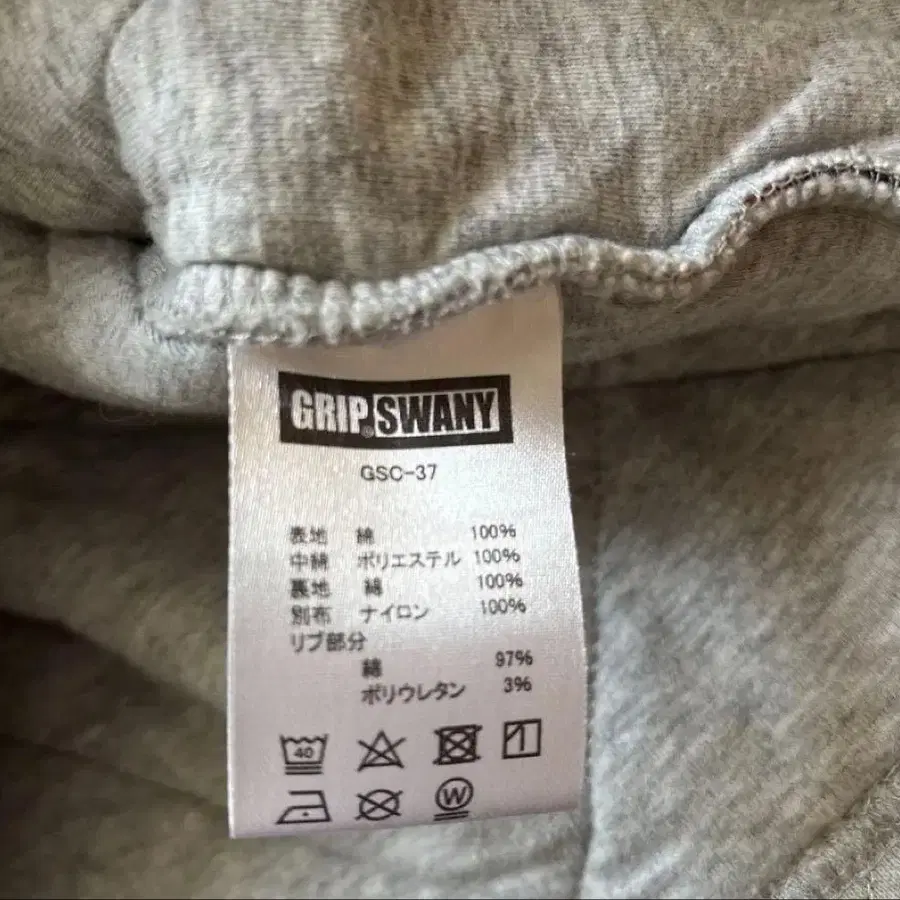 GRIP SWANY
GSC-37
表地 綿 100%
中綿 ポリエステル 100%
裏地 綿 100%
別布 ナイロン 100%
リブ部分
綿 97%
ポリウレタン 3%
40
W